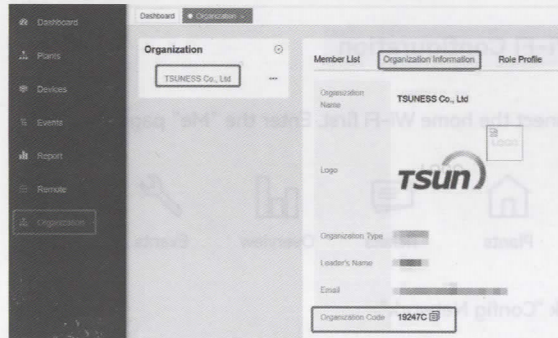 Dashboard
Plants
Devices
Events
Report
Remote
Organization
Dashboard
Organization ×
Organization
TSUNESS Co., Ltd
Member List Organization Information Role Profile
Organization
Name
TSUNESS Co., Ltd
Logo
LOGO
TSUn
Organization Type
Leader's Name
Email
Organization Code 19247C